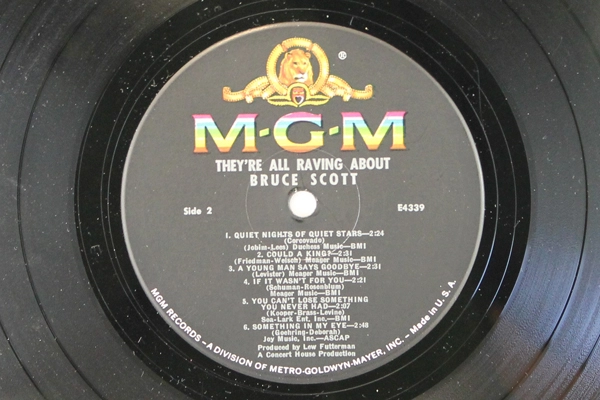 ®
M·G·M
THEY'RE ALL RAVING ABOUT
BRUCE SCOTT
Side 2
E4339
1. QUIET NIGHTS OF QUIET STARS—2:24
(Corcovado)
(Jobim-Lees) Duchess Music—BMI
2. COULD A KING?—2:31
(Friedman-Weisch) Meager Music—BMI
3. A YOUNG MAN SAYS GOODBYE—2:31
(Levister) Meager Music—BMI
4. IF IT WASN'T FOR YOU—2:21
(Schuman-Rosenblum)
Meager Music—BMI
5. YOU CAN'T LOSE SOMETHING
YOU NEVER HAD—2:07
(Kooper-Brass-Levine)
Sea-Lark Ent. Inc.—BMI
6. SOMETHING IN MY EYE—2:48
(Goehring-Deborah)
Joy Music, Inc.—ASCAP
Produced by Lew Futterman
A Concert House Production
MGM RECORDS – A DIVISION OF METRO-GOLDWYN-MAYER, INC. – Made in U.S.A.